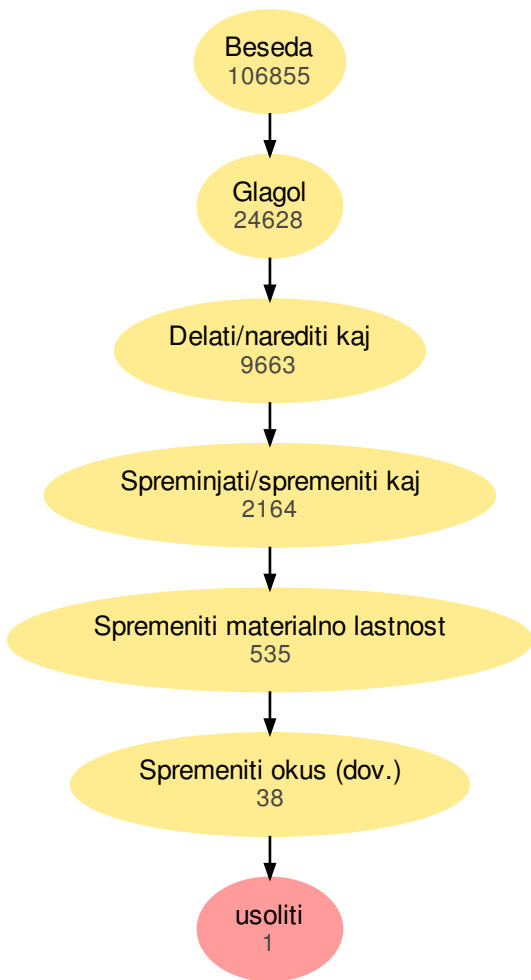 Beseda
106855
Glagol
24628
Delati/narediti kaj
9663
Spreminjati/spremeniti kaj
2164
Spremeniti materialno lastnost
535
Spremeniti okus (dov.)
38
usoliti
1